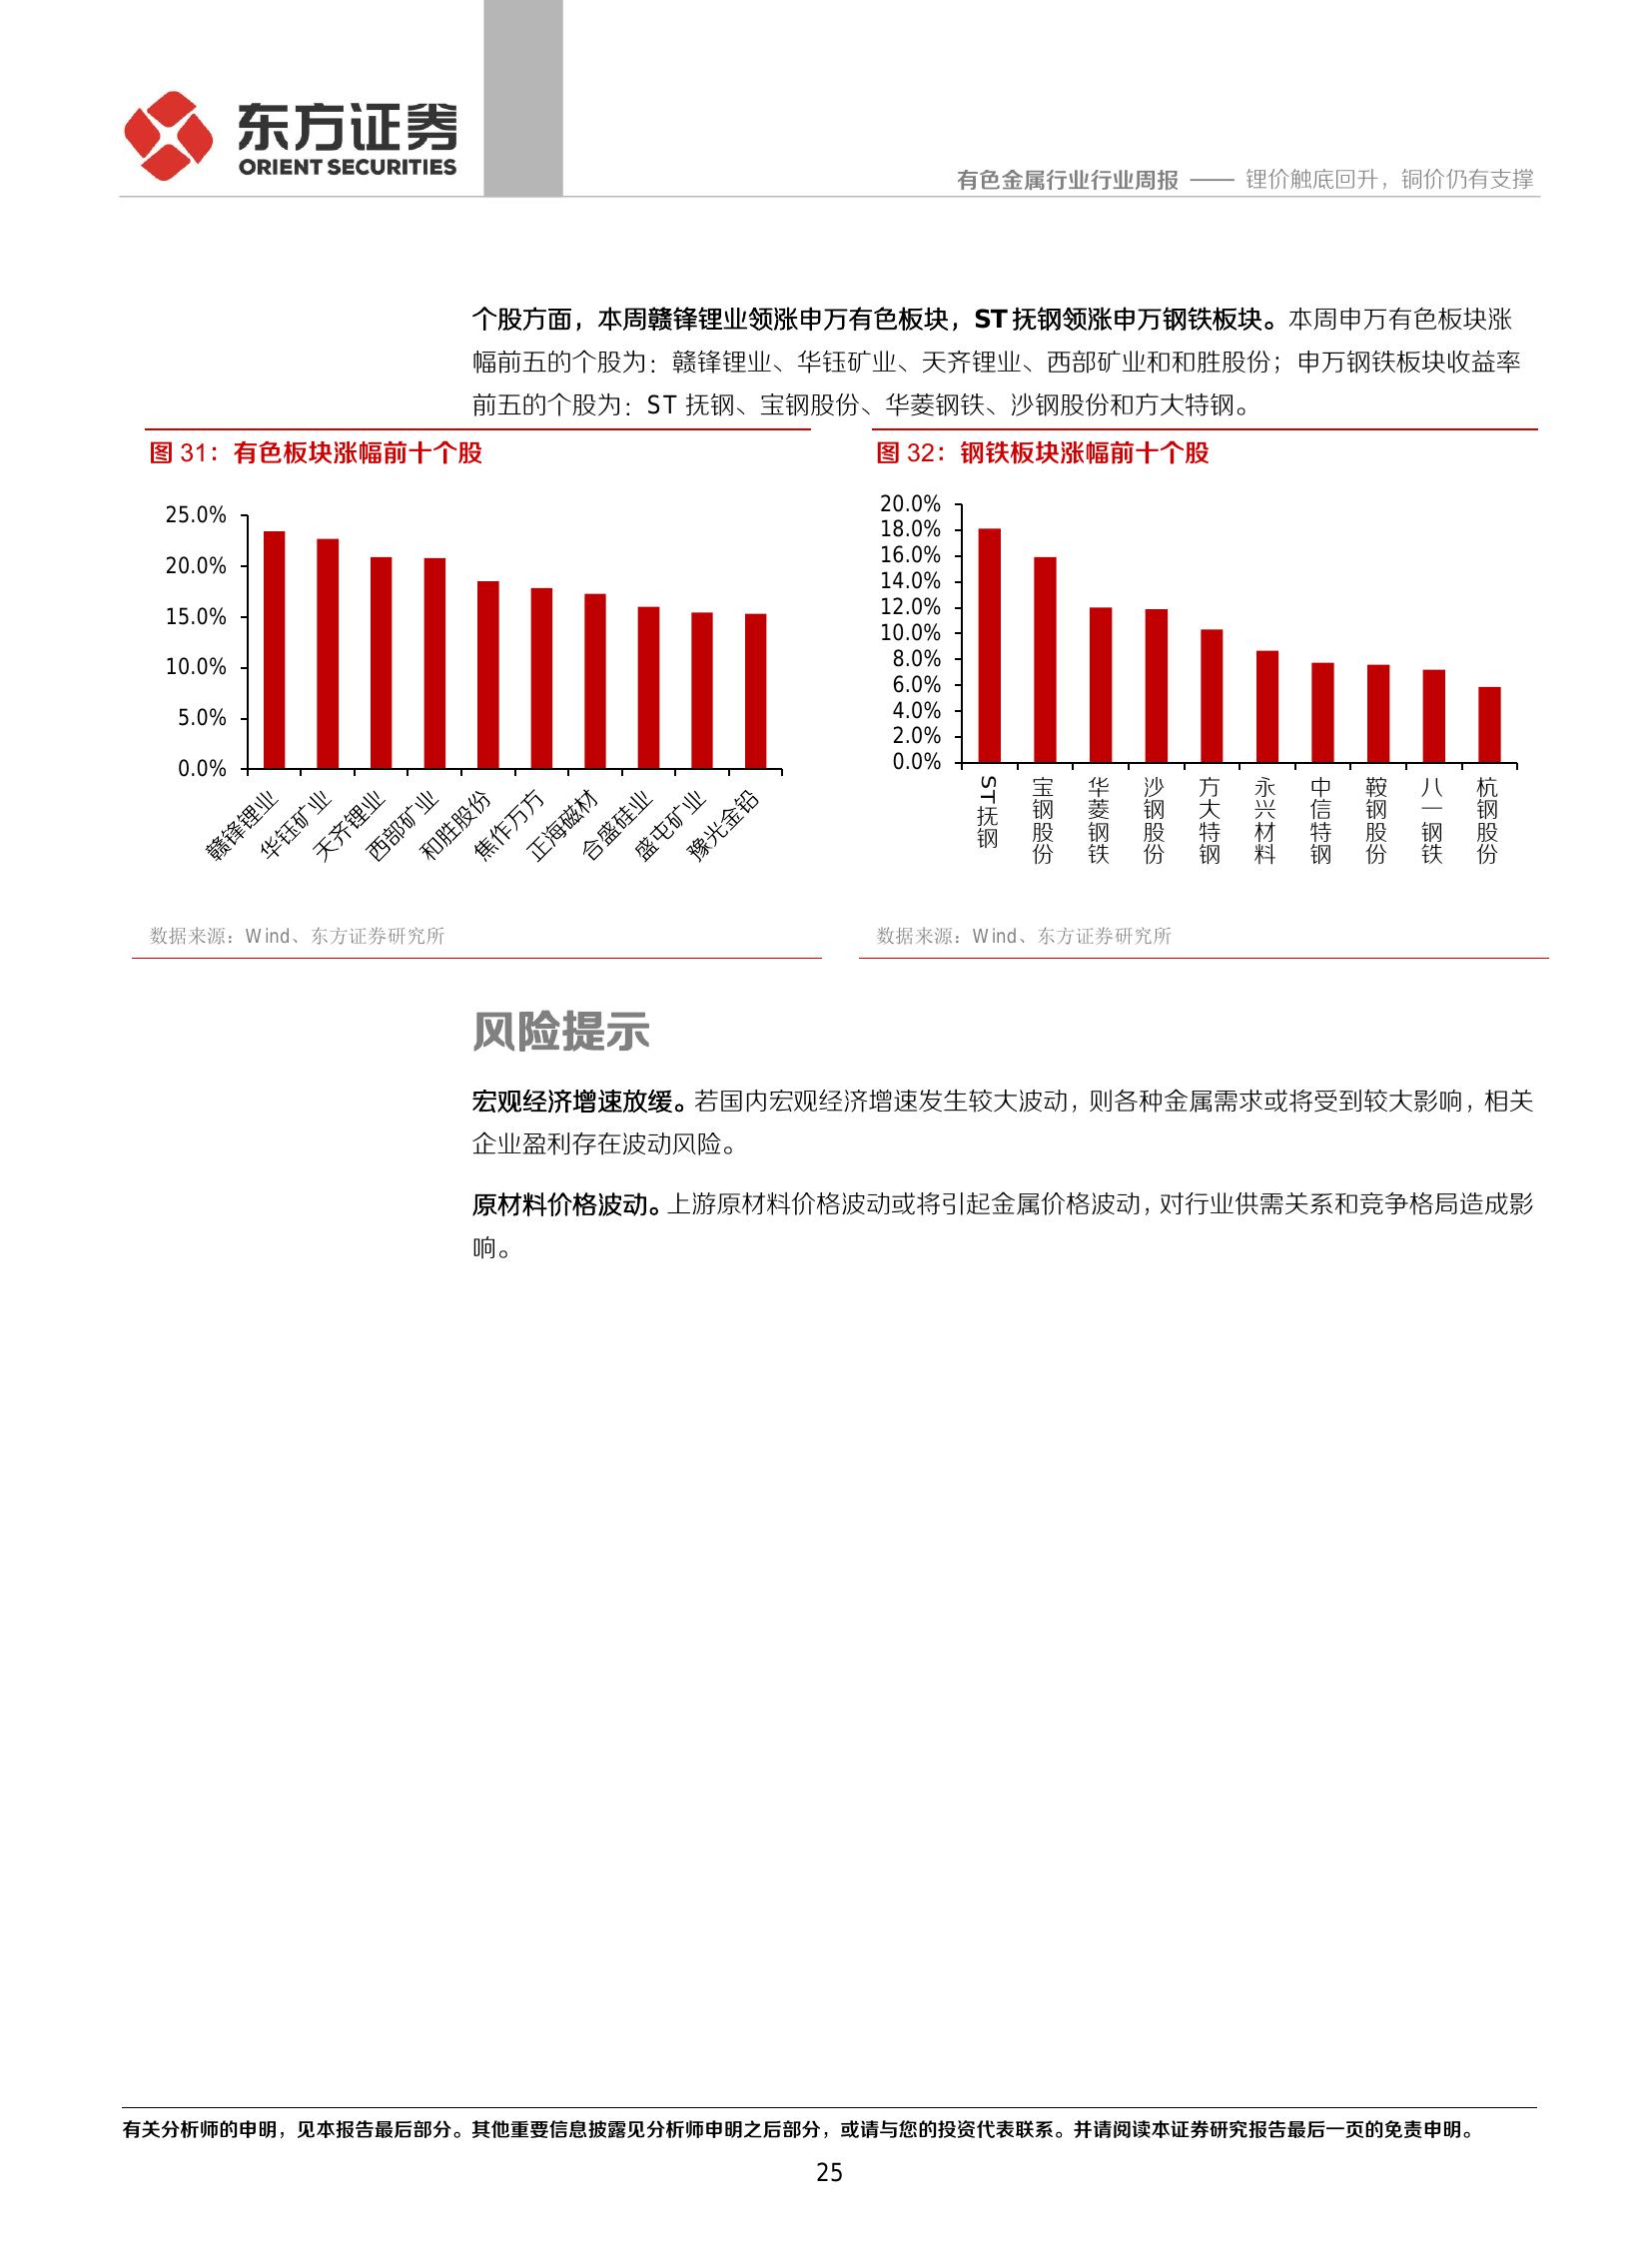 东方证券
ORIENT SECURITIES
有色金属行业行业周报 —— 锂价触底回升，铜价仍有支撑
个股方面，本周赣锋锂业领涨申万有色板块，ST 抚钢领涨申万钢铁板块。本周申万有色板块涨
幅前五的个股为：赣锋锂业、华钰矿业、天齐锂业、西部矿业和和胜股份；申万钢铁板块收益率
前五的个股为：ST 抚钢、宝钢股份、华菱钢铁、沙钢股份和方大特钢。
图 31：有色板块涨幅前十个股
25.0%
20.0%
15.0%
10.0%
5.0%
0.0%
赣锋锂业
华钰矿业
天齐锂业
西部矿业
和胜股份
焦作万方
正海磁材
合盛硅业
盛屯矿业
豫光金铅
数据来源：Wind、东方证券研究所
图 32：钢铁板块涨幅前十个股
20.0%
18.0%
16.0%
14.0%
12.0%
10.0%
8.0%
6.0%
4.0%
2.0%
0.0%
ST抚钢
宝钢股份
华菱钢铁
沙钢股份
方大特钢
永兴材料
中信特钢
鞍钢股份
八一钢铁
杭钢股份
数据来源：Wind、东方证券研究所
风险提示
宏观经济增速放缓。若国内宏观经济增速发生较大波动，则各种金属需求或将受到较大影响，相关
企业盈利存在波动风险。
原材料价格波动。上游原材料价格波动或将引起金属价格波动，对行业供需关系和竞争格局造成影
响。
有关分析师的申明，见本报告最后部分。其他重要信息披露见分析师申明之后部分，或请与您的投资代表联系。并请阅读本证券研究报告最后一页的免责申明。
25